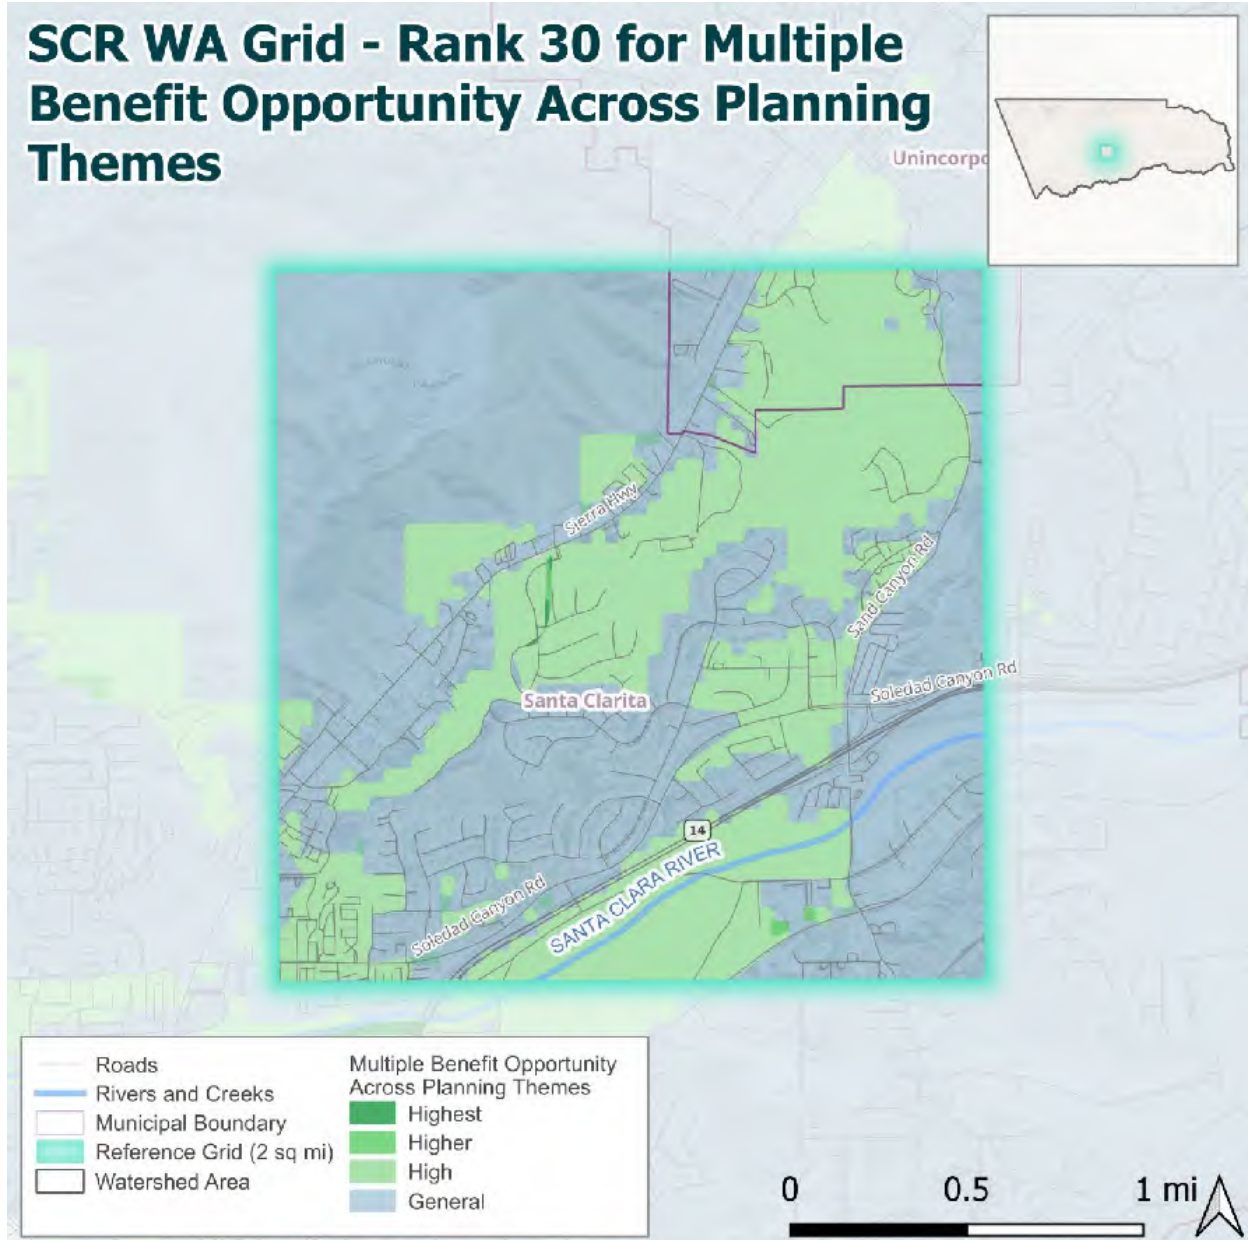 SCR WA Grid - Rank 30 for Multiple
Benefit Opportunity Across Planning
Themes
Unincorpo
Sierra Hwy
Sand Canyon Rd
Soledad Canyon Rd
Santa Clarita
14
SANTA CLARA RIVER
Soledad Canyon Rd
Roads
Rivers and Creeks
Municipal Boundary
Reference Grid (2 sq mi)
Watershed Area
Multiple Benefit Opportunity
Across Planning Themes
Highest
Higher
High
General
0 0.5 1 mi